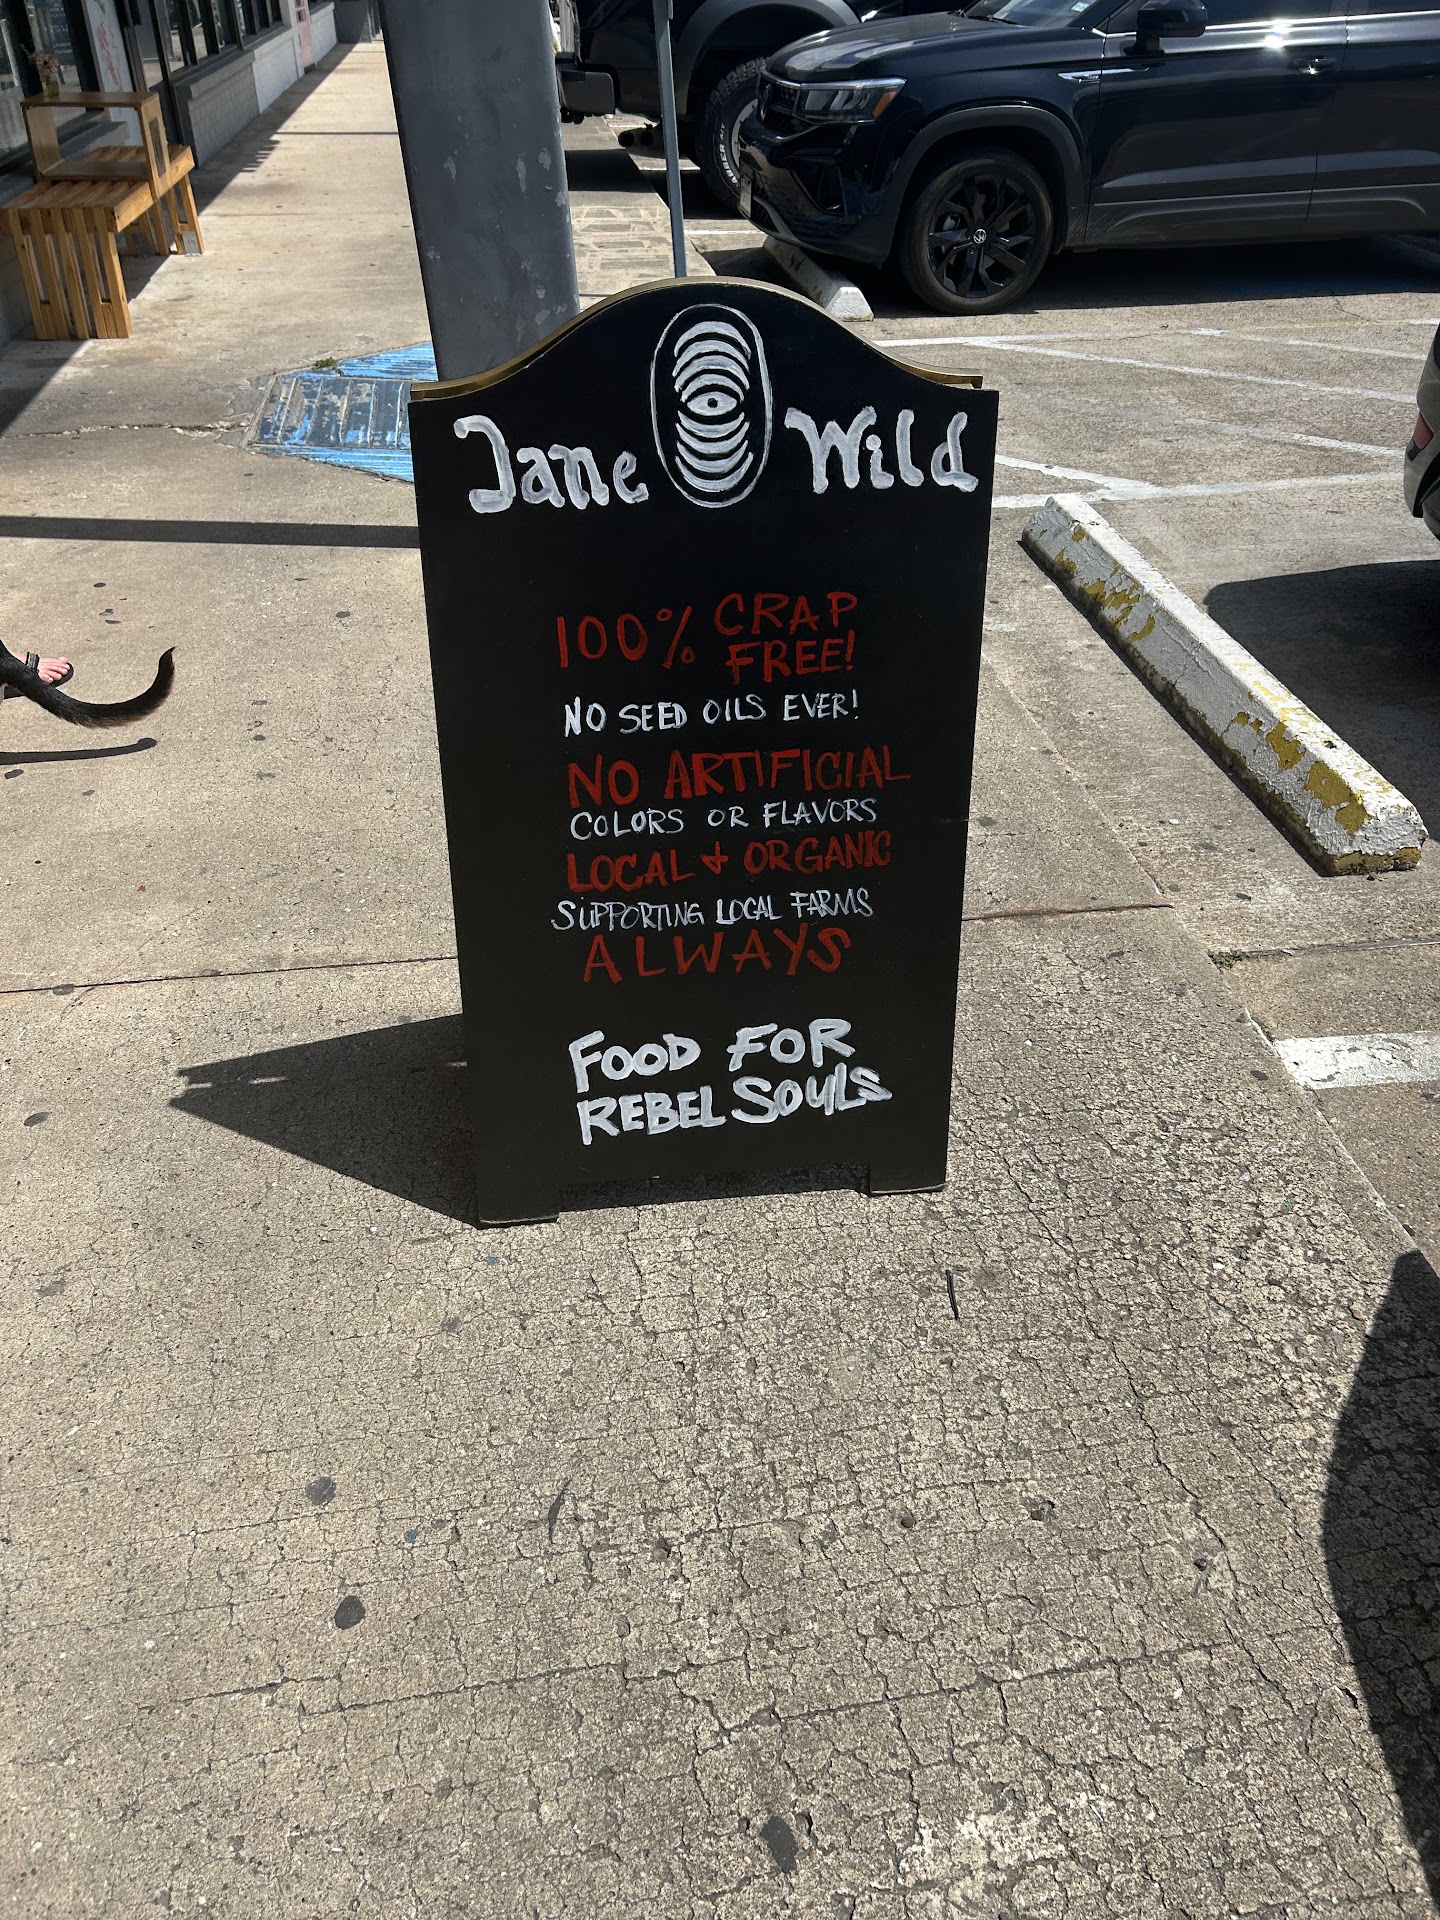 Jane Wild
100% CRAP
FREE!
NO SEED OILS EVER!
NO ARTIFICIAL
COLORS OR FLAVORS
LOCAL & ORGANIC
SUPPORTING LOCAL FARMS
ALWAYS
FOOD FOR
REBEL SOULS